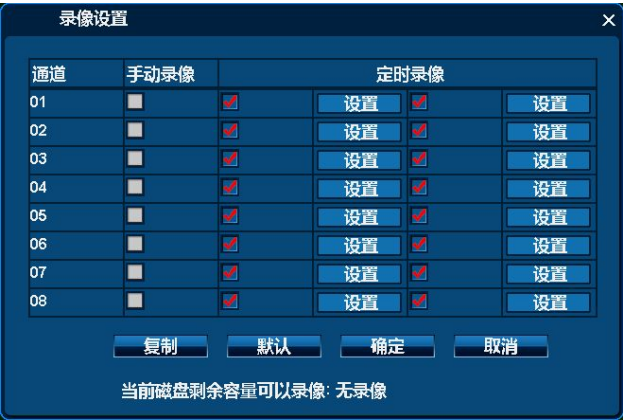 录像设置
通道 手动录像 定时录像
01 设置 设置
02 设置 设置
03 设置 设置
04 设置 设置
05 设置 设置
06 设置 设置
07 设置 设置
08 设置 设置
复制 默认 确定 取消
当前磁盘剩余容量可以录像: 无录像